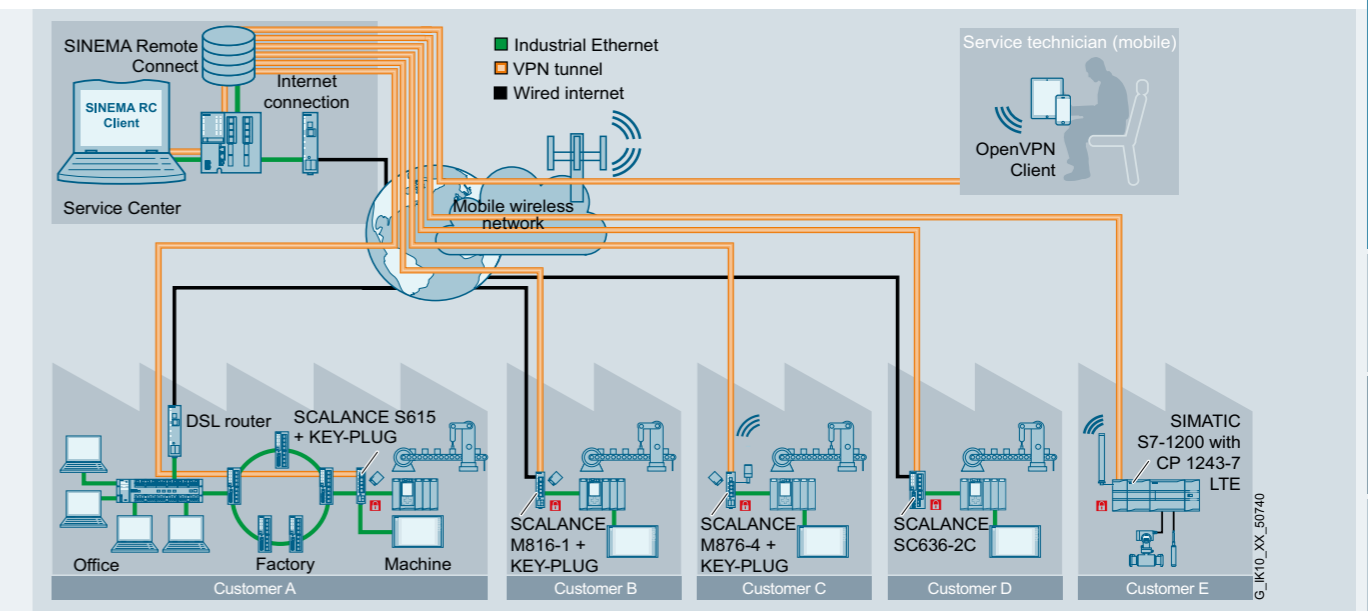 SINEMA Remote
Connect
Internet
connection
SINEMA RC
Client
Service Center
Industrial Ethernet
VPN tunnel
Wired internet
Service technician (mobile)
OpenVPN
Client
Mobile wireless
network
DSL router
SCALANCE S615
+ KEY-PLUG
Office
Factory
Machine
Customer A
SCALANCE
M816-1 +
KEY-PLUG
Customer B
SCALANCE
M876-4 +
KEY-PLUG
Customer C
SCALANCE
SC636-2C
Customer D
SIMATIC
S7-1200 with
CP 1243-7
LTE
Customer E
G_IK10_XX_50740